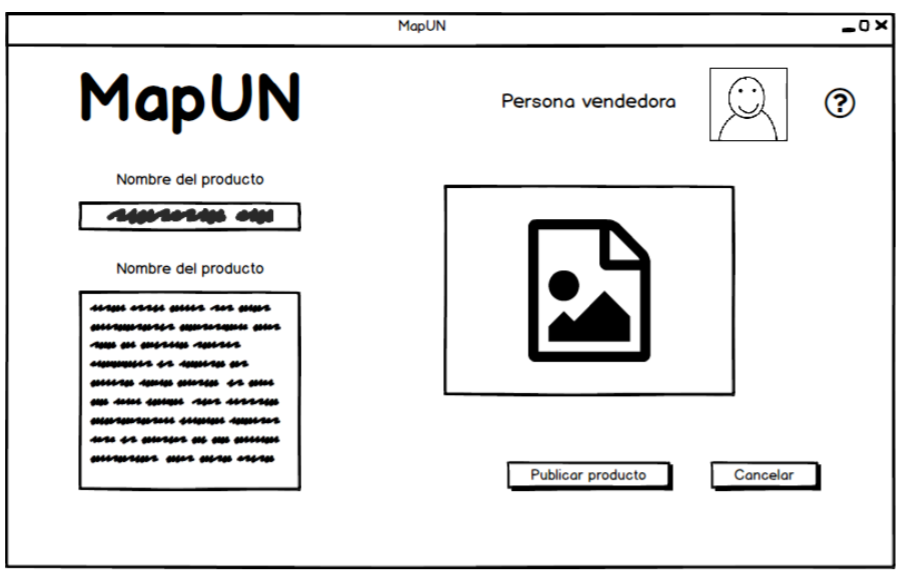 MapUN
MapUN
Persona vendedora
Nombre del producto
Nombre del producto
Publicar producto
Cancelar